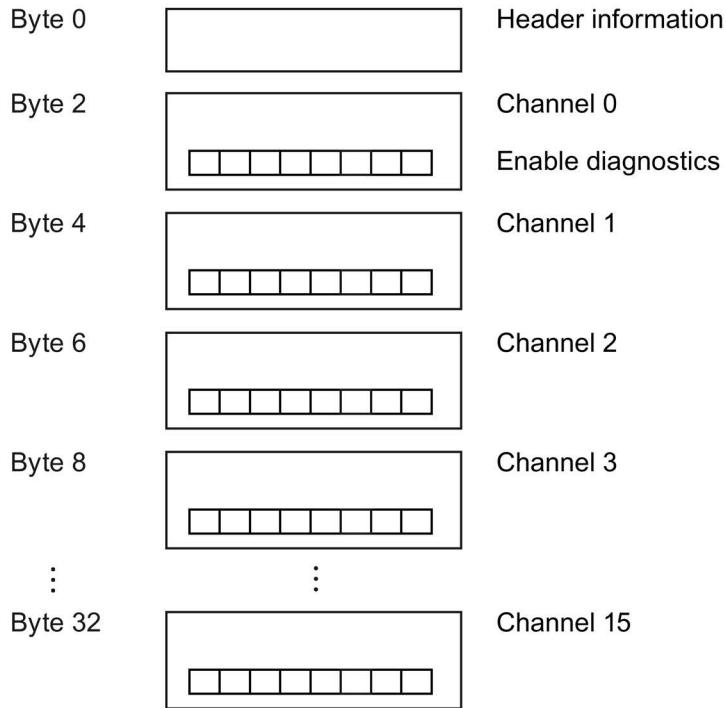 Byte 0 Header information
Byte 2 Channel 0
Enable diagnostics
Byte 4 Channel 1
Byte 6 Channel 2
Byte 8 Channel 3
⋮ ⋮
Byte 32 Channel 15